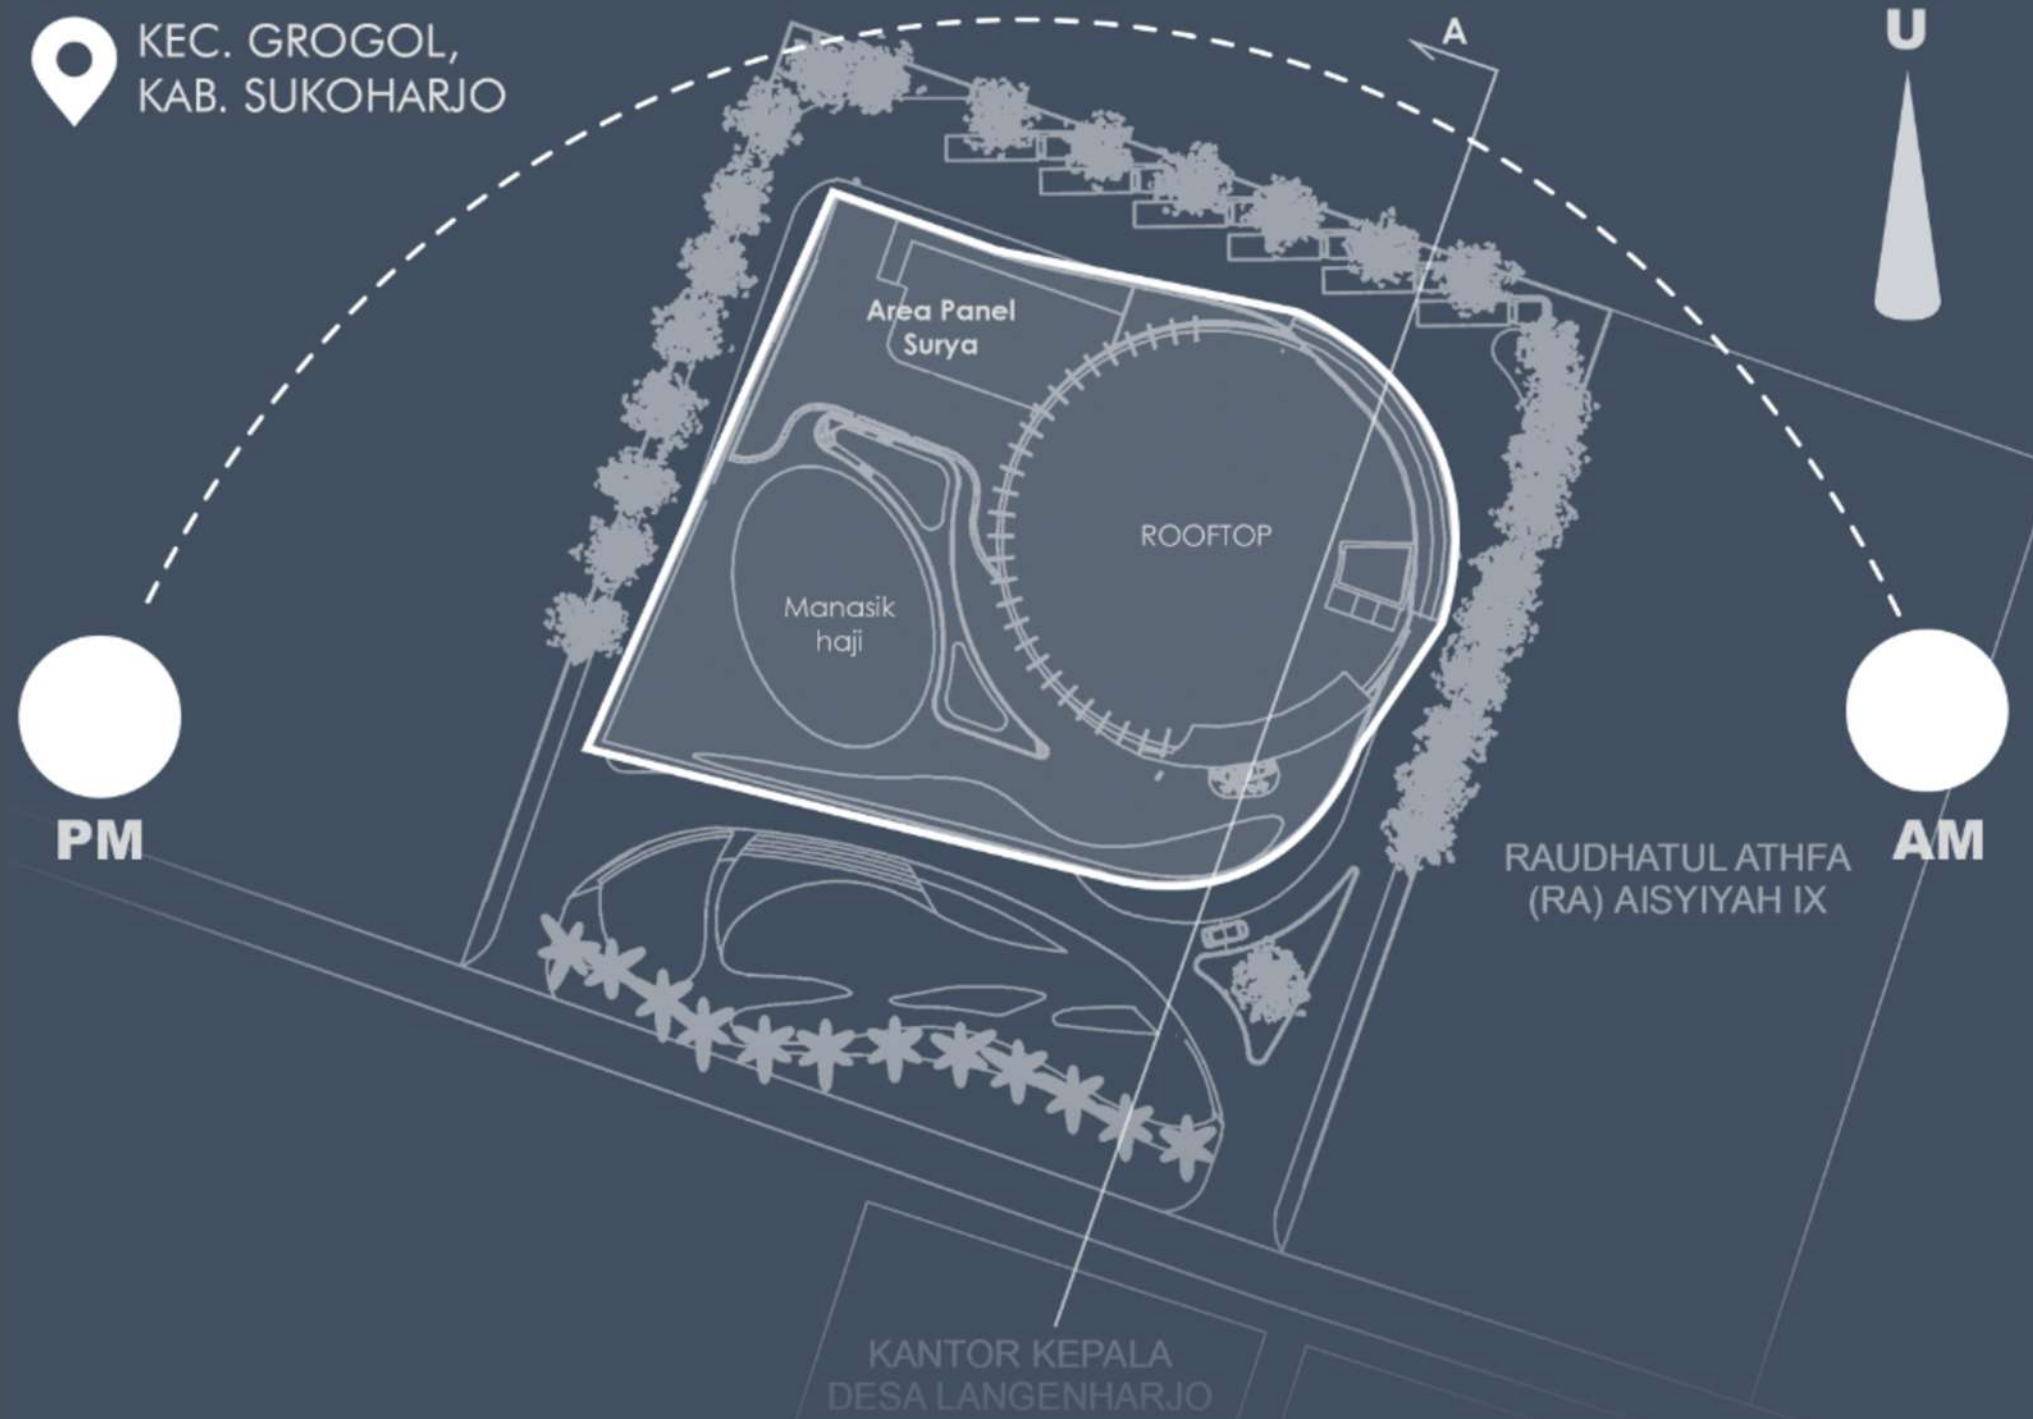 KEC. GROGOL,
KAB. SUKOHARJO
A
U
Area Panel
Surya
ROOFTOP
Manasik
haji
PM
AM
RAUDHATUL ATHFA
(RA) AISYIYAH IX
KANTOR KEPALA
DESA LANGENHARJO